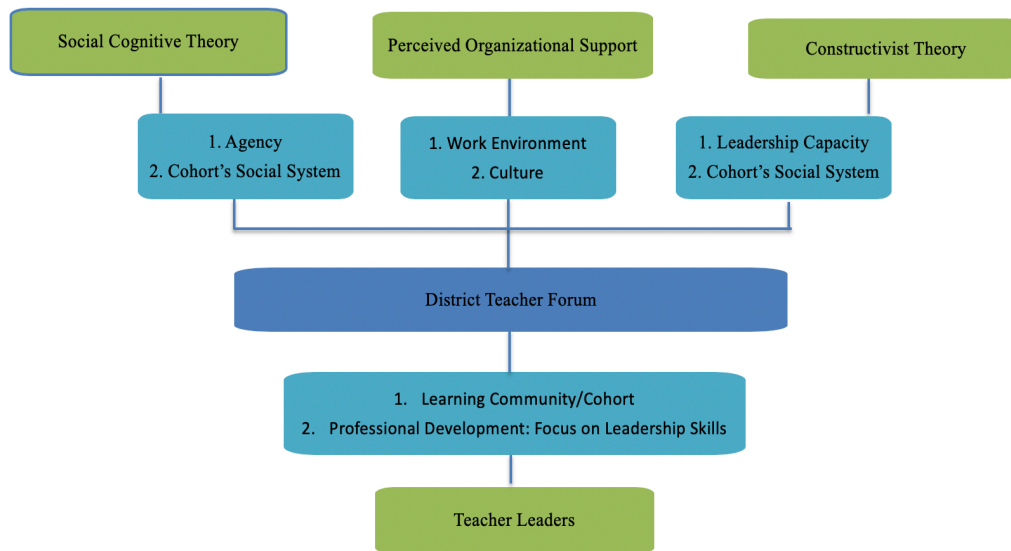 Social Cognitive Theory
Perceived Organizational Support
Constructivist Theory
1. Agency
2. Cohort's Social System
1. Work Environment
2. Culture
1. Leadership Capacity
2. Cohort's Social System
District Teacher Forum
1. Learning Community/Cohort
2. Professional Development: Focus on Leadership Skills
Teacher Leaders